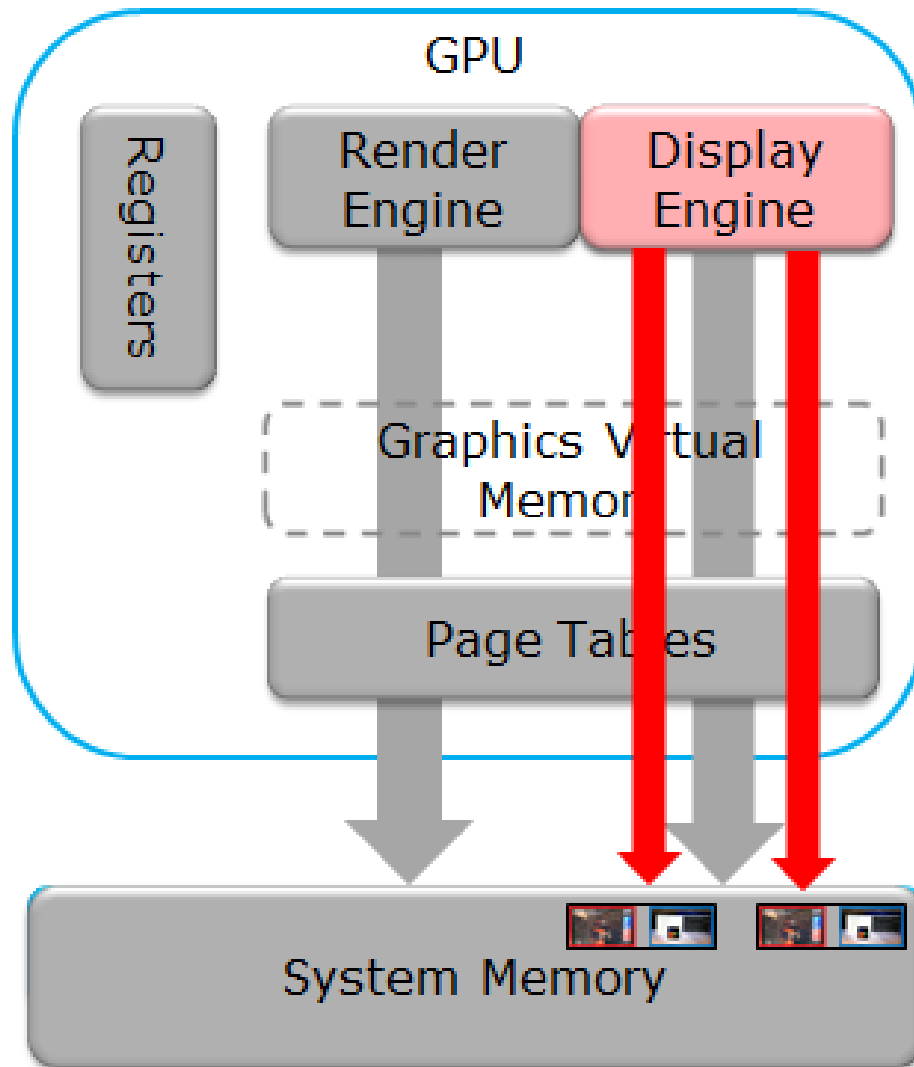 GPU
Registers
Render
Engine
Display
Engine
Graphics Virtual
Memory
Page Tables
System Memory